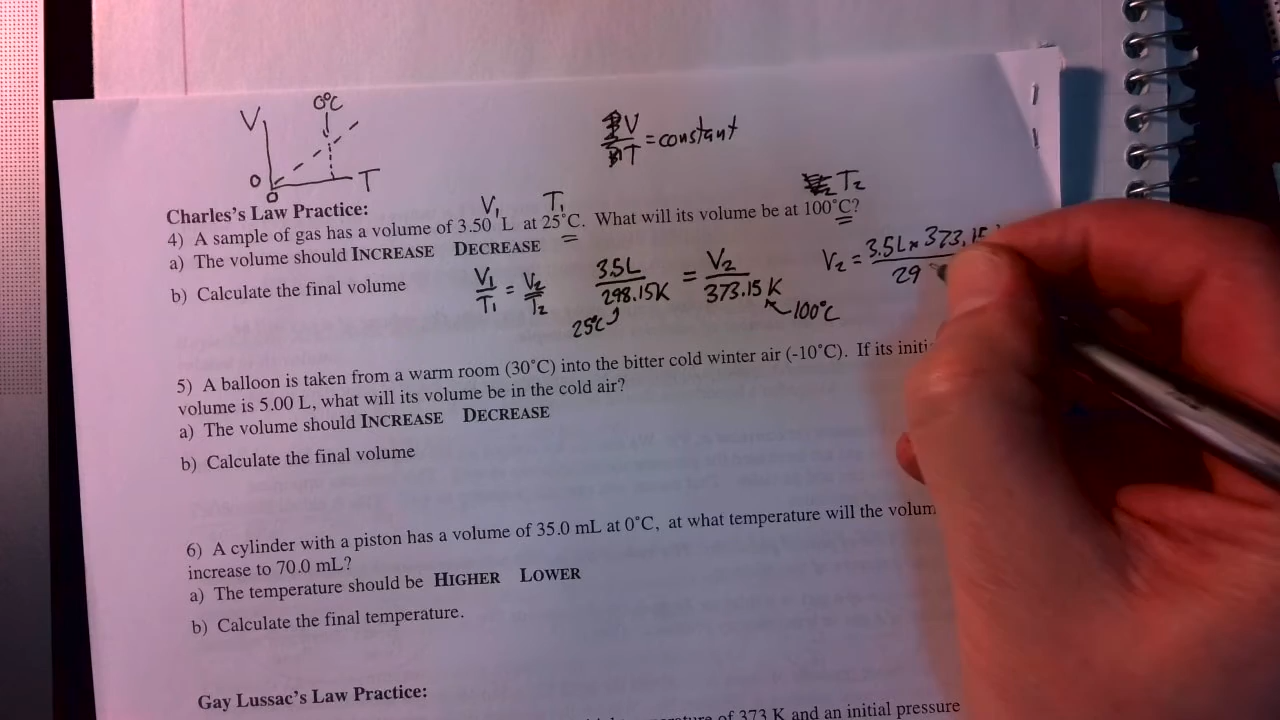 0°C
V
0
0
T
V/T = constant
T₂
V₁ T₁
Charles's Law Practice:
4) A sample of gas has a volume of 3.50 L at 25°C. What will its volume be at 100°C?
a) The volume should INCREASE DECREASE
b) Calculate the final volume
V₁/T₁ = V₂/T₂
3.5L/298.15K = V₂/373.15 K
25°C
100°C
V₂ = 3.5L × 373.15
29
5) A balloon is taken from a warm room (30°C) into the bitter cold winter air (-10°C). If its
volume is 5.00 L, what will its volume be in the cold air?
a) The volume should INCREASE DECREASE
b) Calculate the final volume
6) A cylinder with a piston has a volume of 35.0 mL at 0°C, at what temperature will the
increase to 70.0 mL?
a) The temperature should be HIGHER LOWER
b) Calculate the final temperature.
Gay Lussac's Law Practice:
of 373 K and an initial pressure